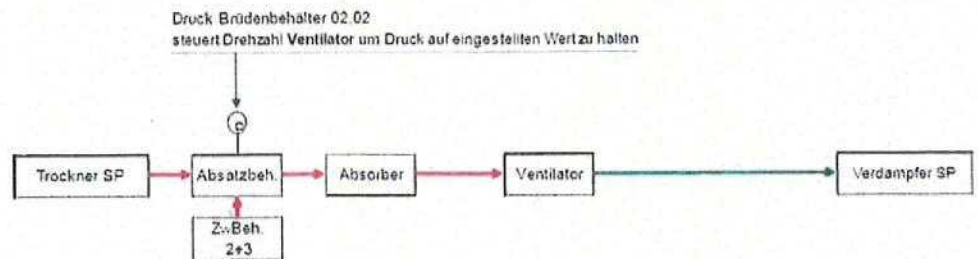 Druck Brüdenbehälter 02.02
steuert Drehzahl Ventilator um Druck auf eingestellten Wert zu halten
Trockner SP
Absatzbeh.
Absorber
Ventilator
Verdampfer SP
Zw.Beh.
2+3